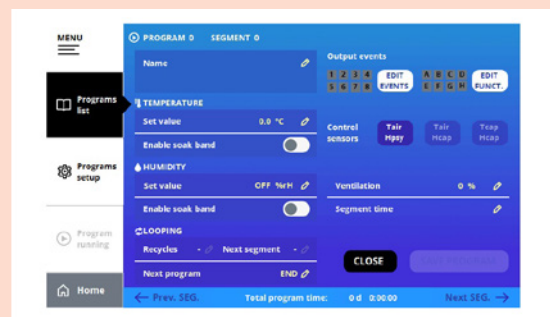 MENU
Programs
list
Programs
setup
Program
running
Home
PROGRAM 0 SEGMENT 0
Name
TEMPERATURE
Set value 0.0 °C
Enable soak band
HUMIDITY
Set value OFF %rH
Enable soak band
LOOPING
Recycles - Next segment -
Next program END
Output events
1 2 3 4
5 6 7 8
EDIT
EVENTS
A B C D
E F G H
EDIT
FUNCT.
Control
sensors
Tair
Hpsy
Tair
Hcap
Tcap
Hcap
Ventilation 0 %
Segment time
CLOSE
← Prev. SEG. Total program time: 0 d 0:00:00 Next SEG. →